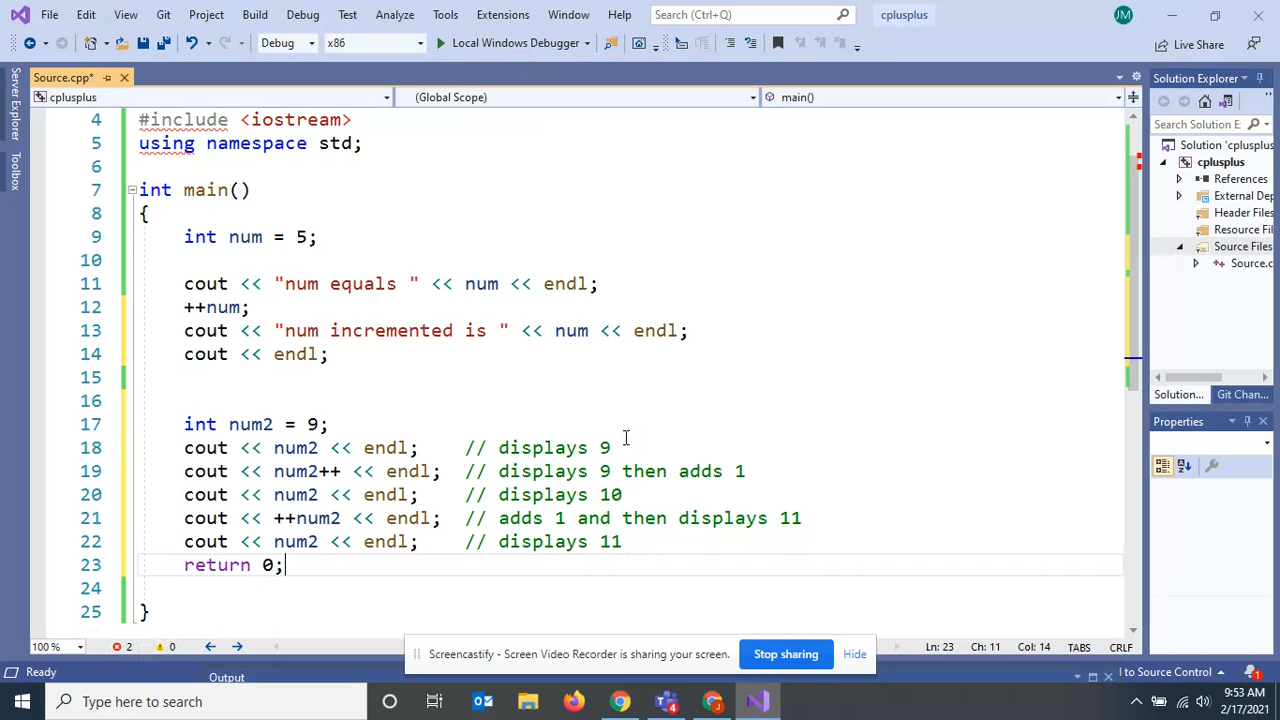 File Edit View Git Project Build Debug Test Analyze Tools Extensions Window Help Search (Ctrl+Q) cplusplus JM
Debug x86 Local Windows Debugger Live Share
Server Explorer
Toolbox
Source.cpp*
cplusplus (Global Scope) main()
4 #include <iostream>
5 using namespace std;
6
7 int main()
8 {
9 int num = 5;
10
11 cout << "num equals " << num << endl;
12 ++num;
13 cout << "num incremented is " << num << endl;
14 cout << endl;
15
16
17 int num2 = 9;
18 cout << num2 << endl; // displays 9
19 cout << num2++ << endl; // displays 9 then adds 1
20 cout << num2 << endl; // displays 10
21 cout << ++num2 << endl; // adds 1 and then displays 11
22 cout << num2 << endl; // displays 11
23 return 0;
24
25 }
Solution Explorer
Search Solution E
Solution 'cplusplus
cplusplus
References
External Dep
Header Files
Resource File
Source Files
Source.c
Solution... Git Chan...
Properties
100 % 2 0 Ln: 23 Ch: 11 Col: 14 TABS CRLF
Screencastify - Screen Video Recorder is sharing your screen. Stop sharing Hide
Ready Output l to Source Control 1
Type here to search 4
9:53 AM
2/17/2021